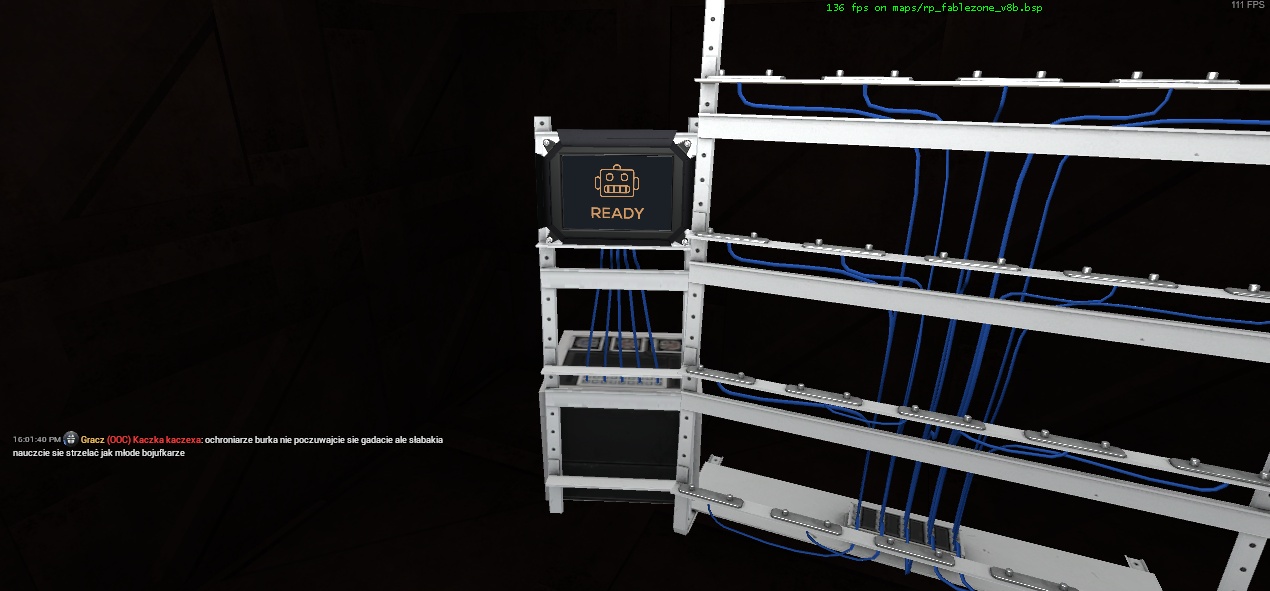 136 fps on maps/rp_fablezone_v8b.bsp
111 FPS
READY
16:01:40 PM Gracz (OOC) Kaczka kaczexa: ochroniarze burka nie poczuwajcie sie gadacie ale słabakia
nauczcie sie strzelać jak młode bojufkarze